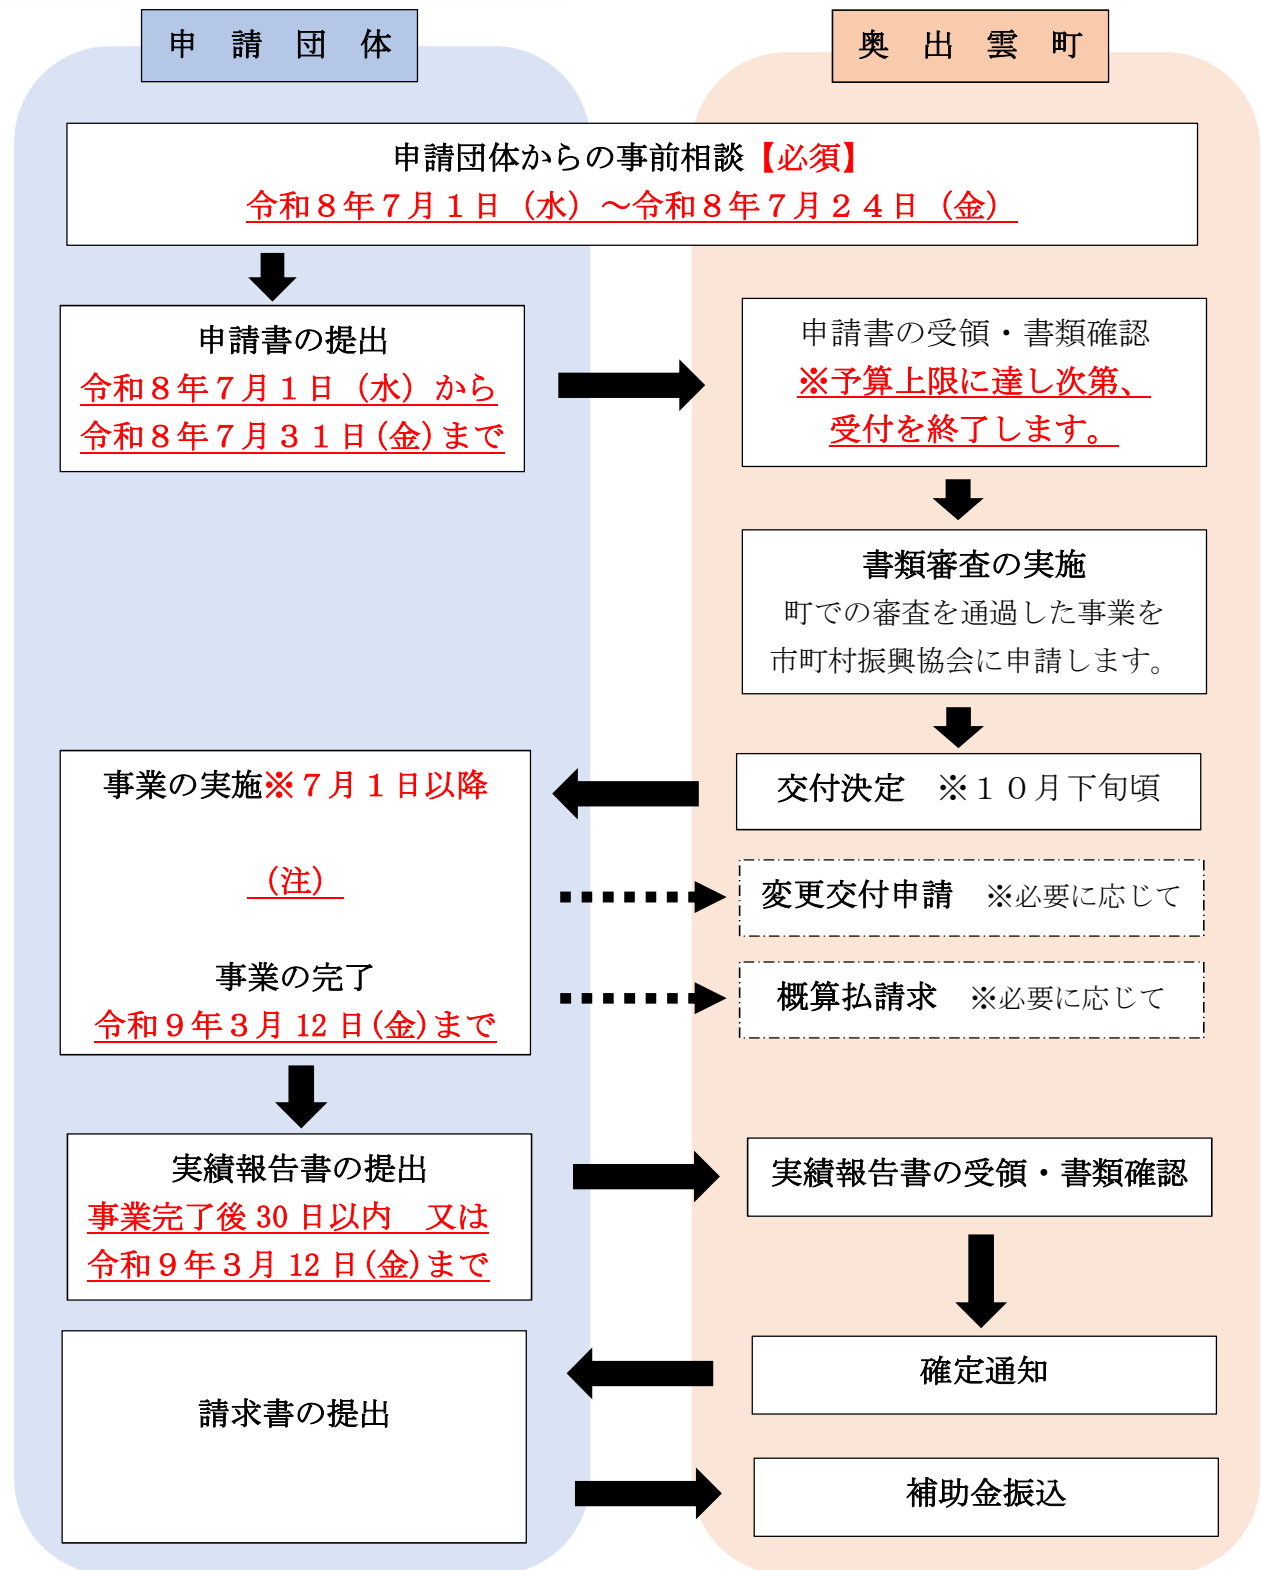 申　請　団　体
奥　出　雲　町
申請団体からの事前相談【必須】
令和８年７月１日（水）～令和８年７月２４日（金）
申請書の提出
令和８年７月１日（水）から
令和８年７月３１日(金)まで
申請書の受領・書類確認
※予算上限に達し次第、
受付を終了します。
書類審査の実施
町での審査を通過した事業を
市町村振興協会に申請します。
交付決定　※１０月下旬頃
事業の実施※７月１日以降
（注）
事業の完了
令和９年３月 12 日(金)まで
変更交付申請　※必要に応じて
概算払請求　※必要に応じて
実績報告書の提出
事業完了後 30 日以内　又は
令和９年３月 12 日(金)まで
実績報告書の受領・書類確認
確定通知
請求書の提出
補助金振込